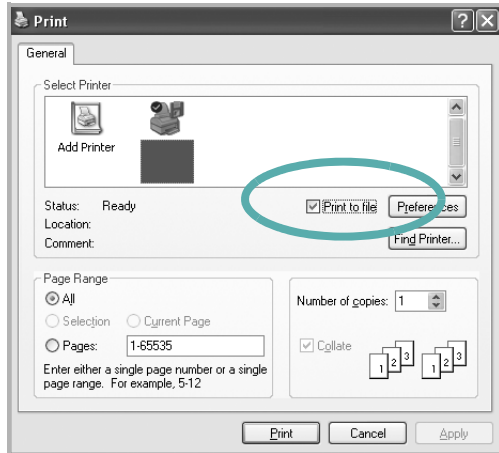 Print
General
Select Printer
Add Printer
Status: Ready
Print to file
Preferences
Location:
Comment:
Find Printer...
Page Range
All
Selection
Current Page
Pages: 1-65535
Enter either a single page number or a single
page range. For example, 5-12
Number of copies: 1
Collate
1 2 3 1 2 3
Print
Cancel
Apply